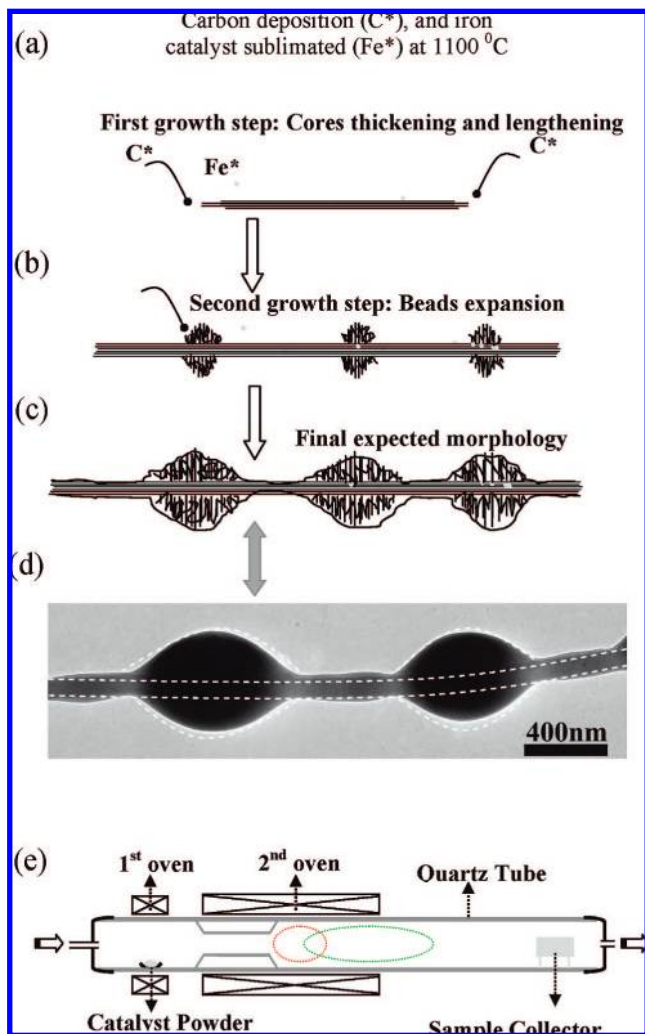 Carbon deposition (C*), and iron
(a)
catalyst sublimated (Fe*) at 1100 ⁰C
First growth step: Cores thickening and lengthening
C*
Fe*
C*
(b)
Second growth step: Beads expansion
(c)
Final expected morphology
(d)
400nm
(e)
1st oven
2nd oven
Quartz Tube
Catalyst Powder
Sample Collector